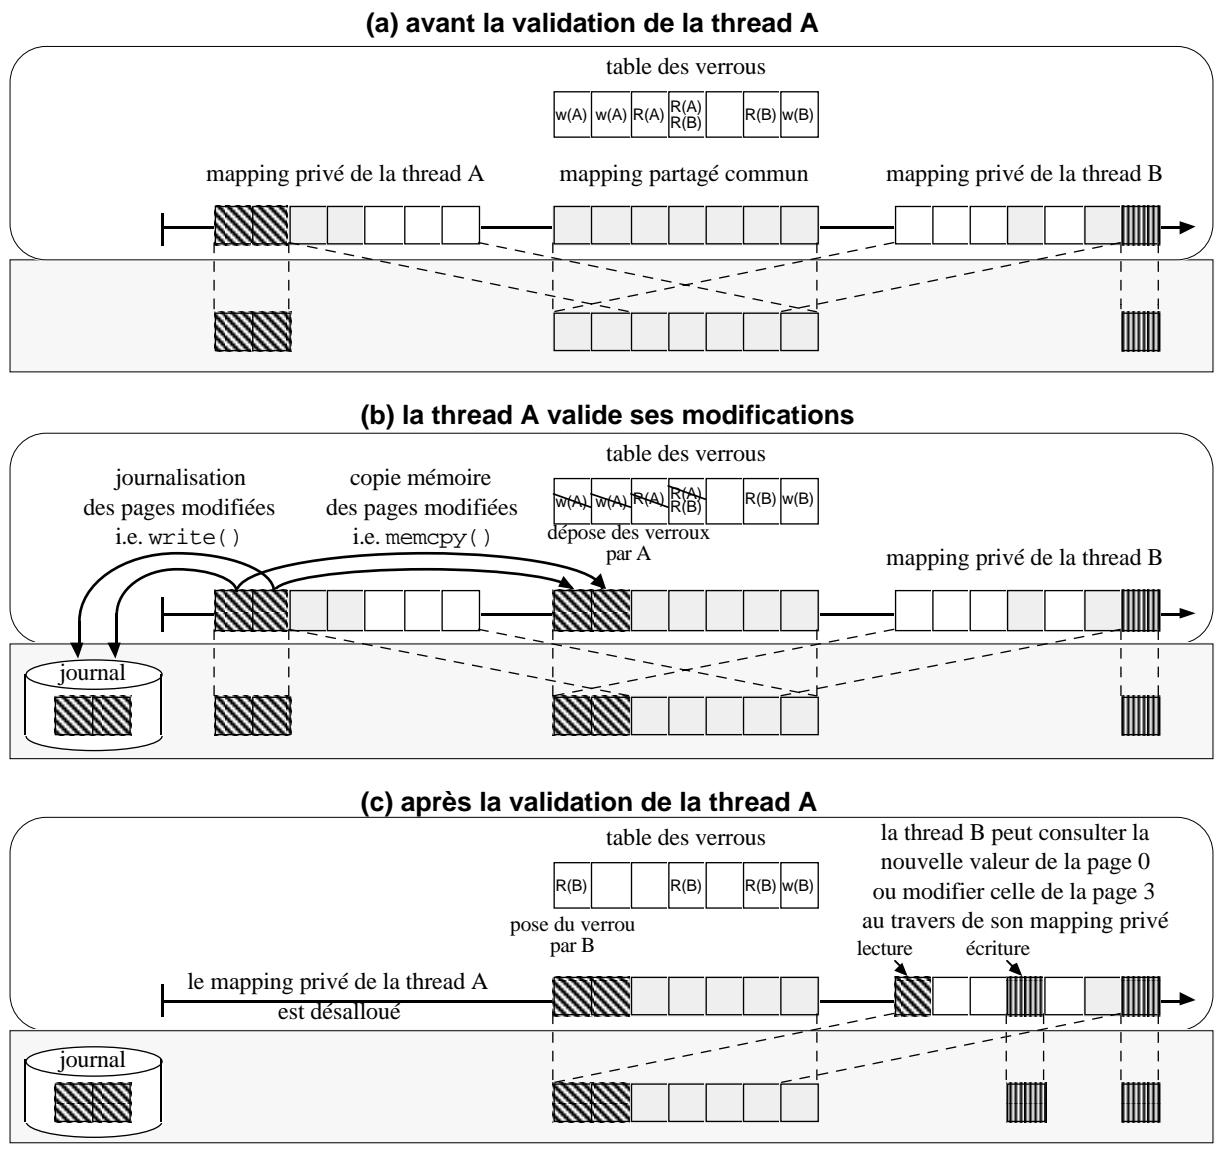 (a) avant la validation de la thread A
table des verrous
w(A) w(A) R(A) R(A) R(B) w(B)
R(B)
mapping privé de la thread A mapping partagé commun mapping privé de la thread B
(b) la thread A valide ses modifications
table des verrous
journalisation copie mémoire
des pages modifiées des pages modifiées
i.e. write() i.e. memcpy()
w(A) w(A) R(A) R(A) R(B) w(B)
R(B)
dépose des verroux
par A
mapping privé de la thread B
journal
(c) après la validation de la thread A
table des verrous
R(B) R(B) R(B) w(B)
pose du verrou
par B
la thread B peut consulter la
nouvelle valeur de la page 0
ou modifier celle de la page 3
au travers de son mapping privé
lecture écriture
le mapping privé de la thread A
est désalloué
journal